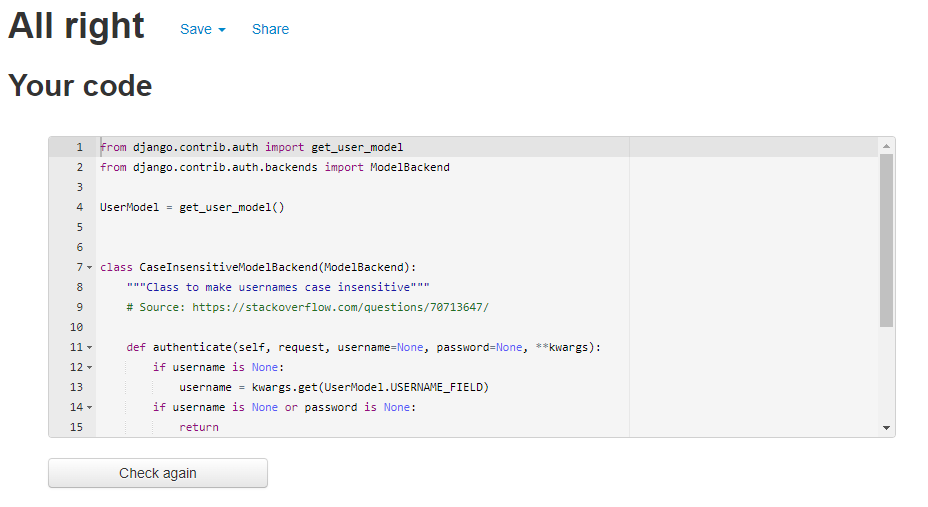 All right Save Share
Your code
1 from django.contrib.auth import get_user_model
2 from django.contrib.auth.backends import ModelBackend
3
4 UserModel = get_user_model()
5
6
7 class CaseInsensitiveModelBackend(ModelBackend):
8 """Class to make usernames case insensitive"""
9 # Source: https://stackoverflow.com/questions/70713647/
10
11 def authenticate(self, request, username=None, password=None, **kwargs):
12 if username is None:
13 username = kwargs.get(UserModel.USERNAME_FIELD)
14 if username is None or password is None:
15 return
Check again